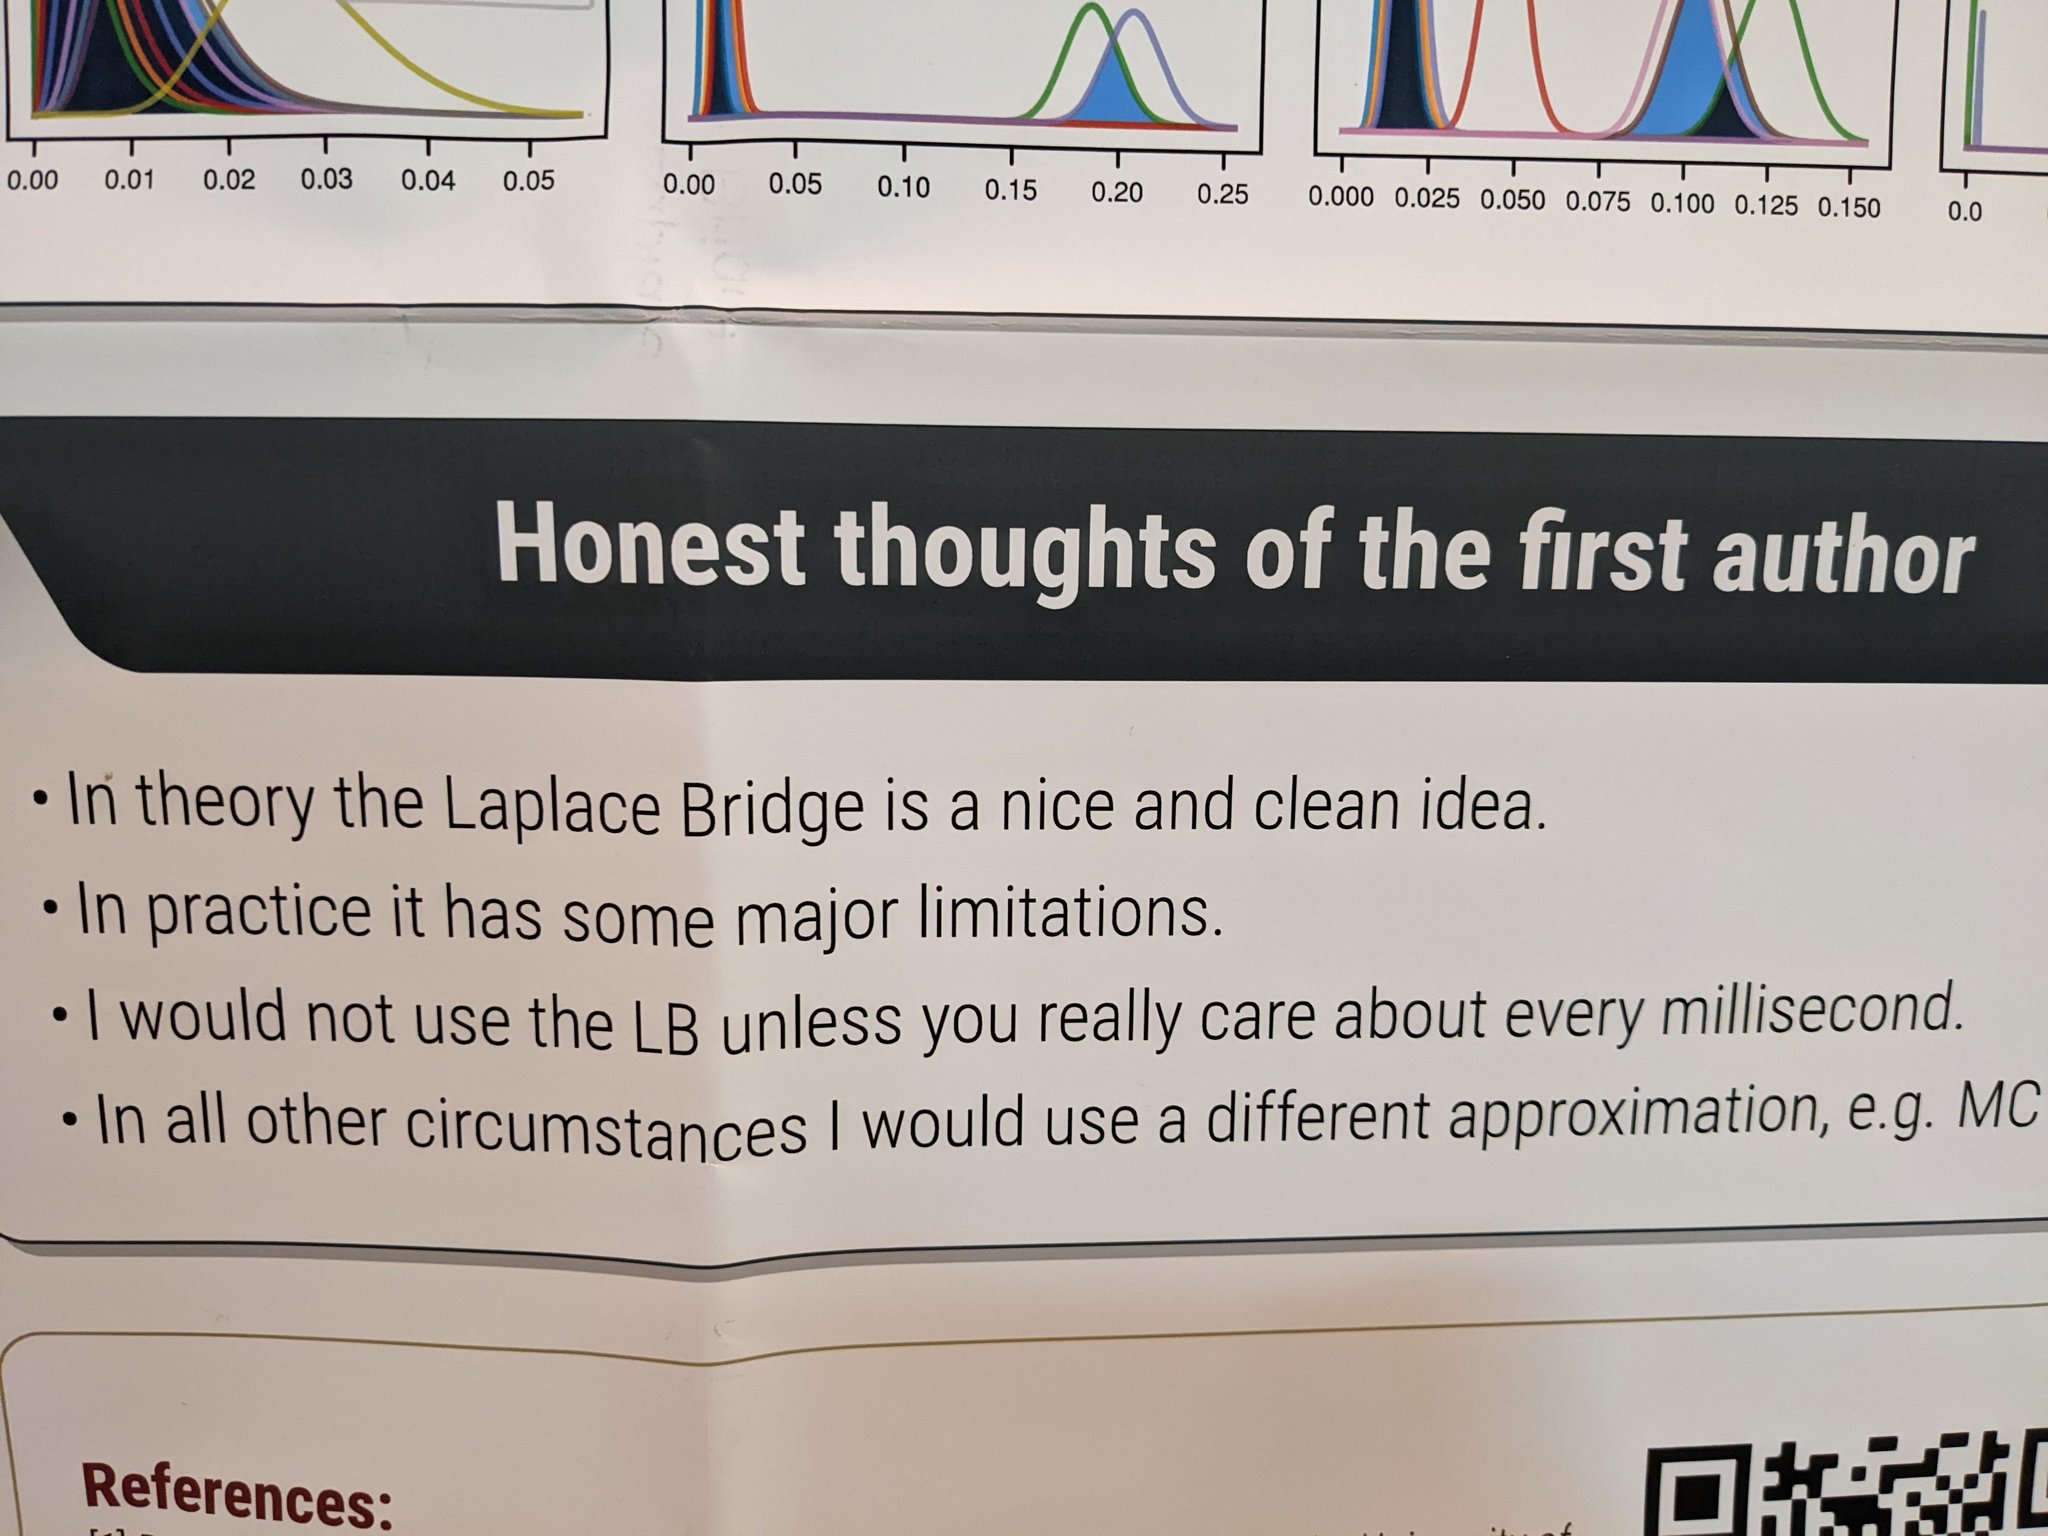 0.00 0.01 0.02 0.03 0.04 0.05
0.00 0.05 0.10 0.15 0.20 0.25
0.000 0.025 0.050 0.075 0.100 0.125 0.150
0.0
Honest thoughts of the first author
• In theory the Laplace Bridge is a nice and clean idea.
• In practice it has some major limitations.
• I would not use the LB unless you really care about every millisecond.
• In all other circumstances I would use a different approximation, e.g. MC
References: